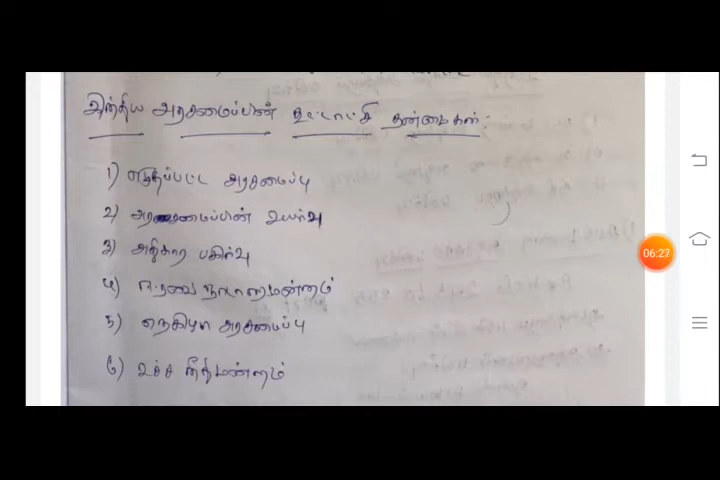 இந்திய அரசமைப்பின் கூட்டாட்சி தன்மைகள்:
1) எழுதப்பட்ட அரசமைப்பு
2) அரசமைப்பின் உயர்வு
3) அதிகார பகிர்வு
4) ஈரவை நாடாளுமன்றம்
5) நெகிழா அரசமைப்பு
6) உச்ச நீதிமன்றம்
06:27